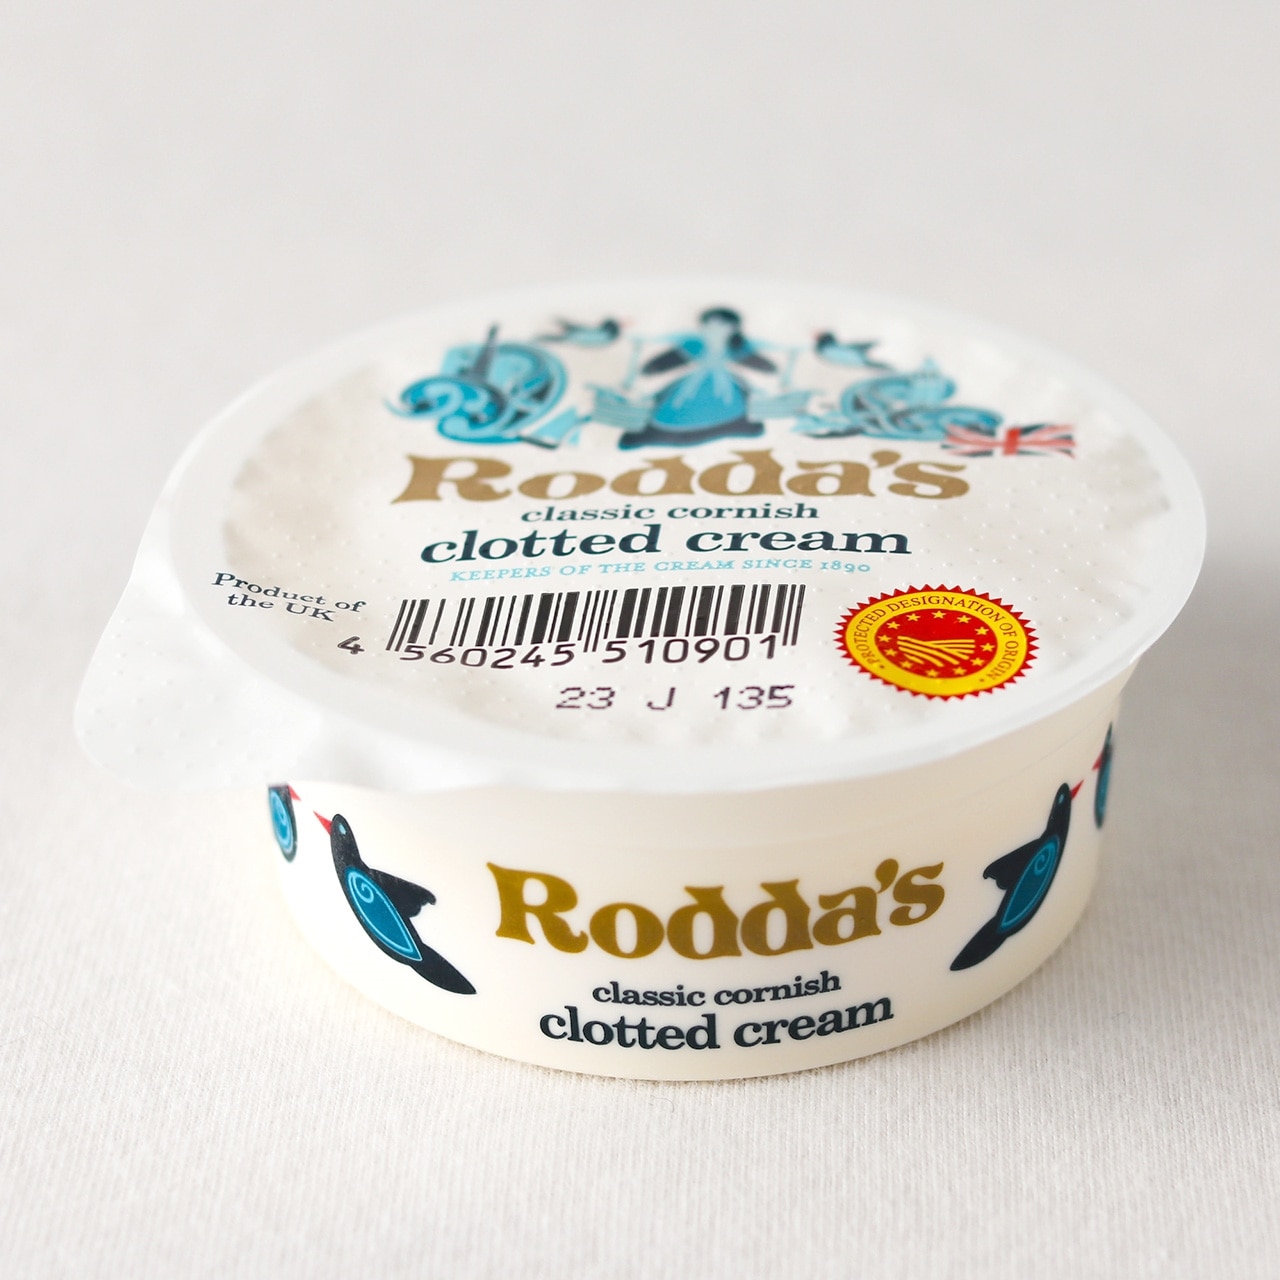 Rodda's
classic cornish
clotted cream
KEEPERS OF THE CREAM SINCE 1890
Product of
the UK
4 560245 510901
PROTECTED DESIGNATION OF ORIGIN
23 J 135
Rodda's
classic cornish
clotted cream